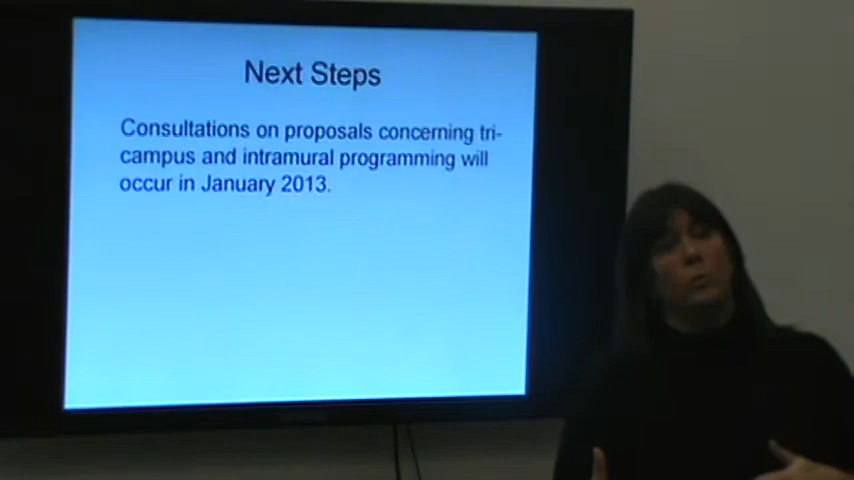 Next Steps
Consultations on proposals concerning tri-
campus and intramural programming will
occur in January 2013.